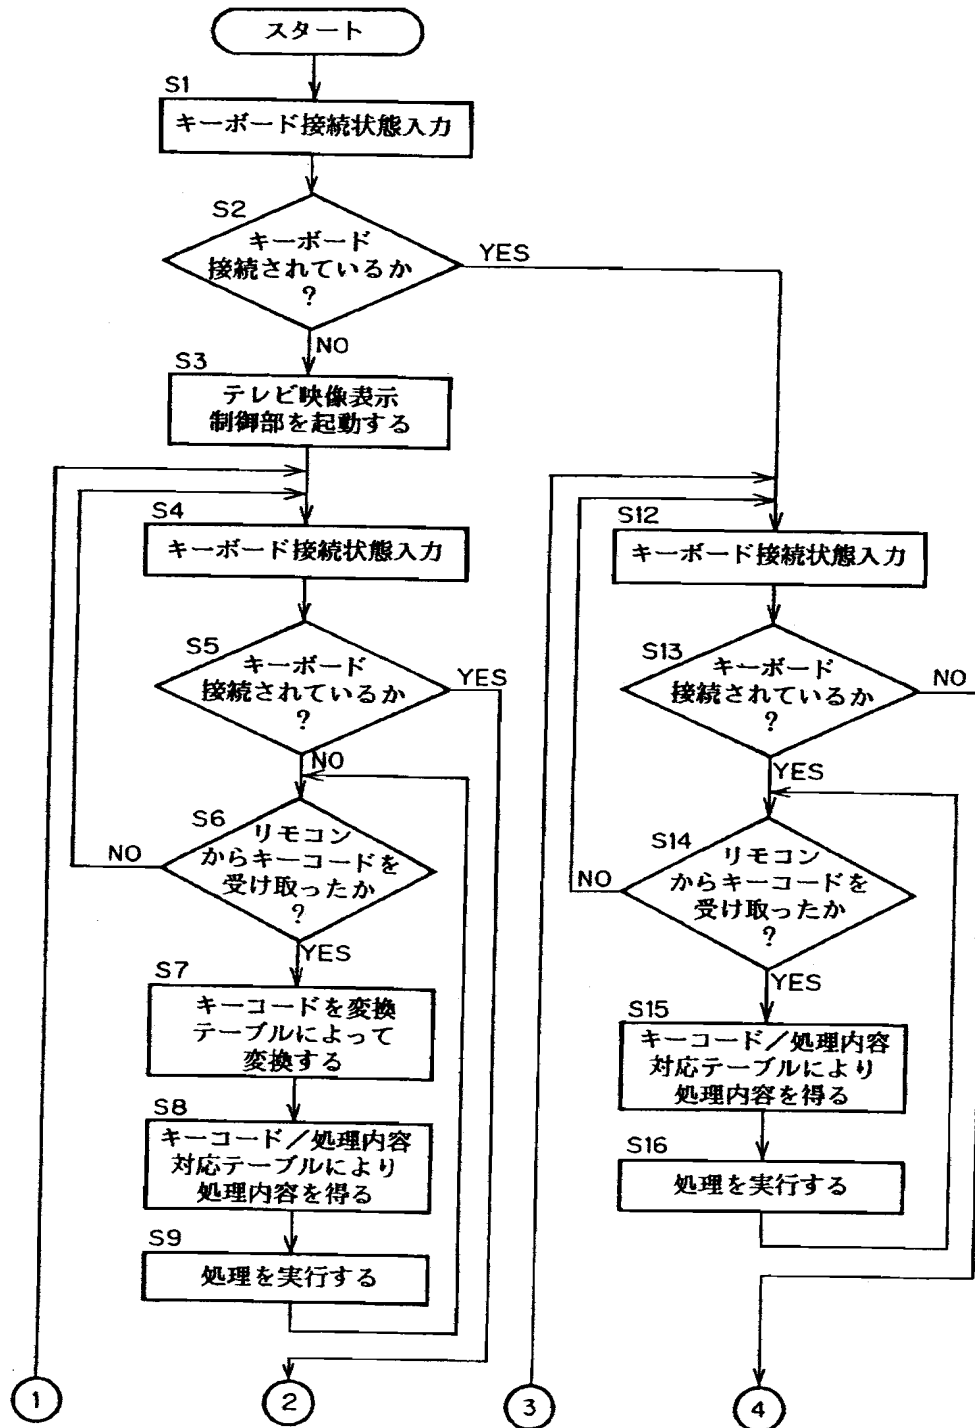 スタート
S1
キーボード接続状態入力
S2
キーボード
接続されているか
?
YES
NO
S3
テレビ映像表示
制御部を起動する
S4
キーボード接続状態入力
S5
キーボード
接続されているか
?
YES
NO
S6
リモコン
からキーコードを
受け取ったか
?
NO
YES
S7
キーコードを変換
テーブルによって
変換する
S8
キーコード/処理内容
対応テーブルにより
処理内容を得る
S9
処理を実行する
S12
キーボード接続状態入力
S13
キーボード
接続されているか
?
NO
YES
S14
リモコン
からキーコードを
受け取ったか
?
NO
YES
S15
キーコード/処理内容
対応テーブルにより
処理内容を得る
S16
処理を実行する
1
2
3
4